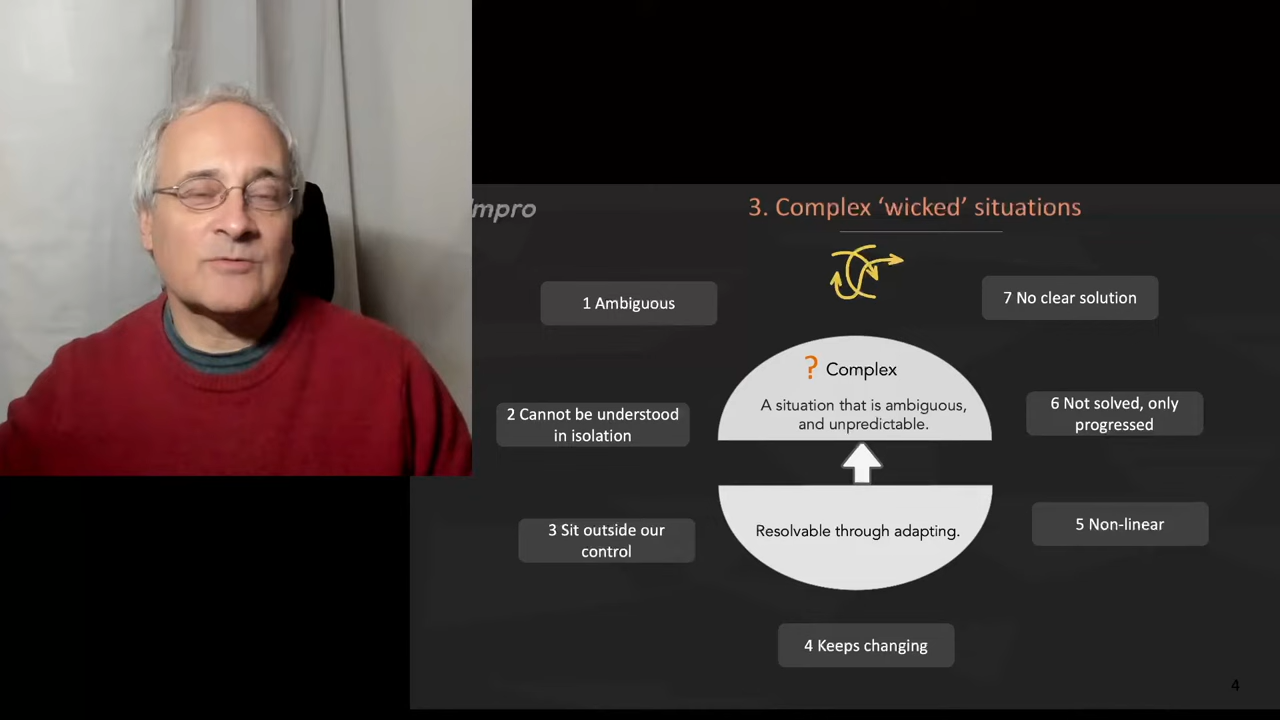 mpro
3. Complex ‘wicked’ situations
1 Ambiguous
7 No clear solution
? Complex
A situation that is ambiguous,
and unpredictable.
2 Cannot be understood
in isolation
6 Not solved, only
progressed
3 Sit outside our
control
Resolvable through adapting.
5 Non-linear
4 Keeps changing
4